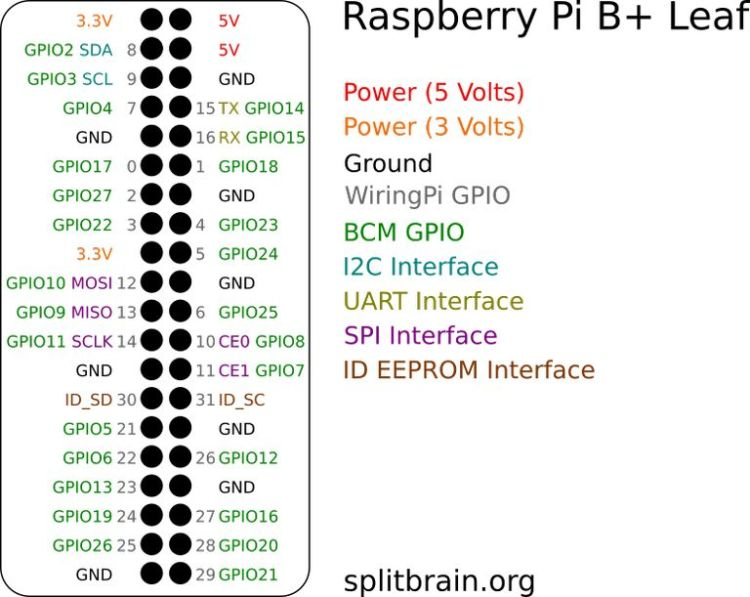 Raspberry Pi B+ Leaf
3.3V 5V
GPIO2 SDA 8 5V
GPIO3 SCL 9 GND
GPIO4 7 15 TX GPIO14
GND 16 RX GPIO15
GPIO17 0 1 GPIO18
GPIO27 2 GND
GPIO22 3 4 GPIO23
3.3V 5 GPIO24
GPIO10 MOSI 12 GND
GPIO9 MISO 13 6 GPIO25
GPIO11 SCLK 14 10 CE0 GPIO8
GND 11 CE1 GPIO7
ID_SD 30 31 ID_SC
GPIO5 21 GND
GPIO6 22 26 GPIO12
GPIO13 23 GND
GPIO19 24 27 GPIO16
GPIO26 25 28 GPIO20
GND 29 GPIO21
Power (5 Volts)
Power (3 Volts)
Ground
WiringPi GPIO
BCM GPIO
I2C Interface
UART Interface
SPI Interface
ID EEPROM Interface
splitbrain.org